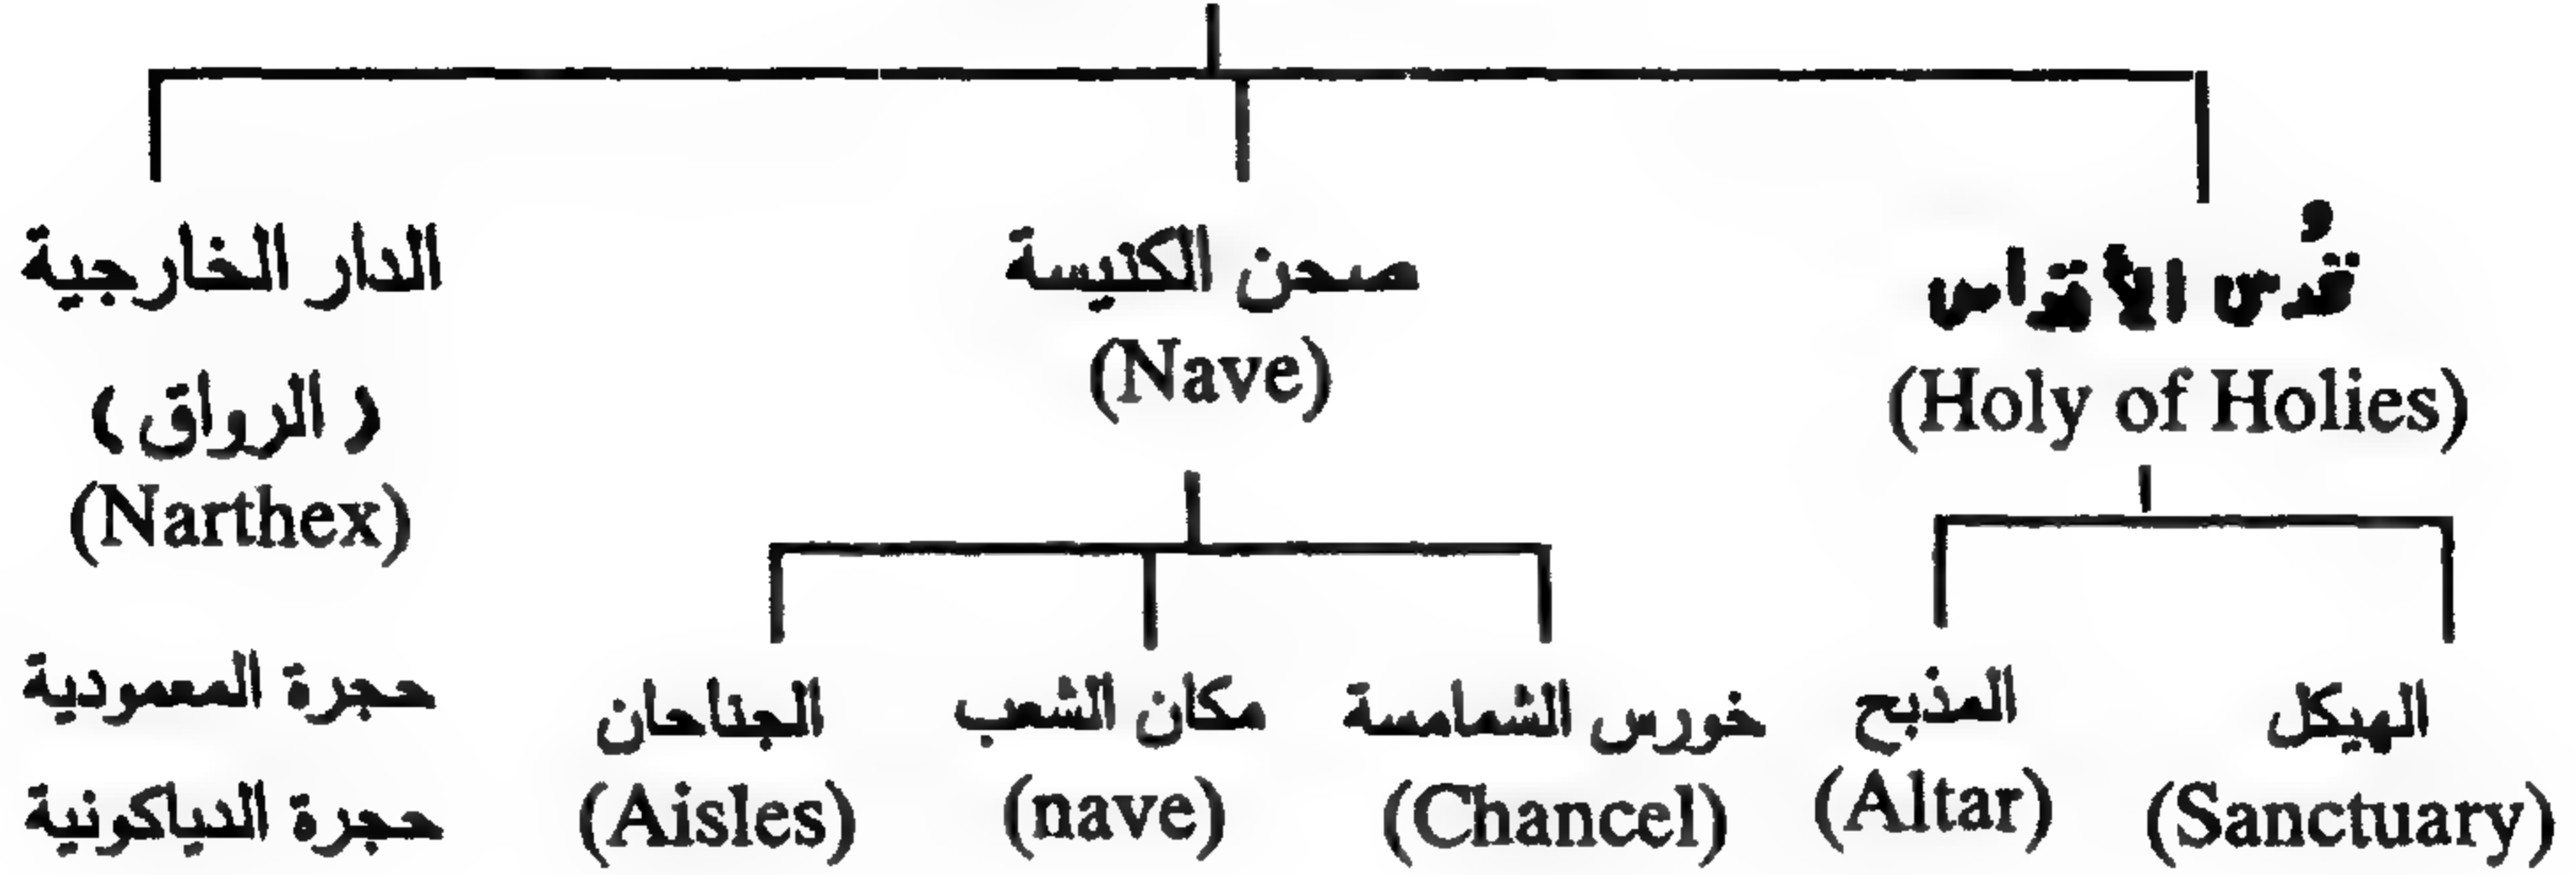 قُدس الأقداس
(Holy of Holies)
صحن الكنيسة
(Nave)
الدار الخارجية
(الرواق)
(Narthex)
الهيكل
(Sanctuary)
المذبح
(Altar)
خورس الشمامسة
(Chancel)
مكان الشعب
(nave)
الجناحان
(Aisles)
حجرة المعمودية
حجرة الدياكونية